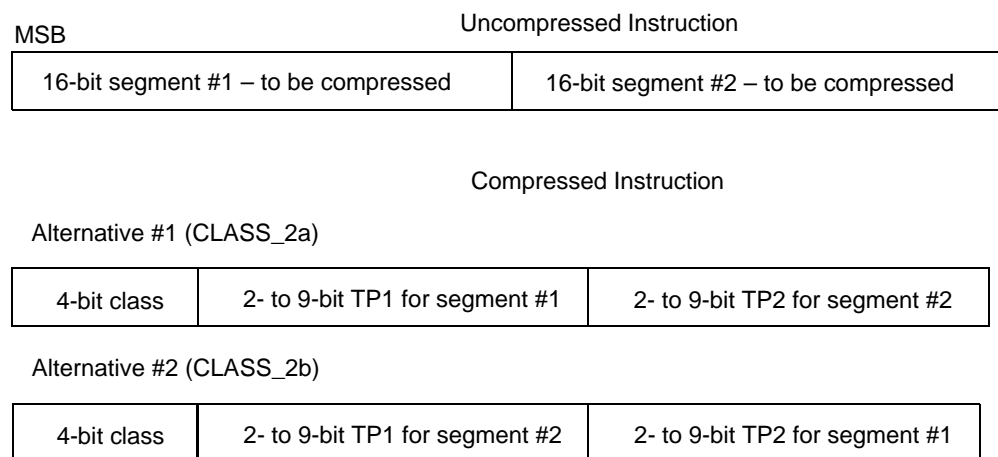 Uncompressed Instruction
MSB
16-bit segment #1 – to be compressed 16-bit segment #2 – to be compressed
Compressed Instruction
Alternative #1 (CLASS_2a)
4-bit class 2- to 9-bit TP1 for segment #1 2- to 9-bit TP2 for segment #2
Alternative #2 (CLASS_2b)
4-bit class 2- to 9-bit TP1 for segment #2 2- to 9-bit TP2 for segment #1